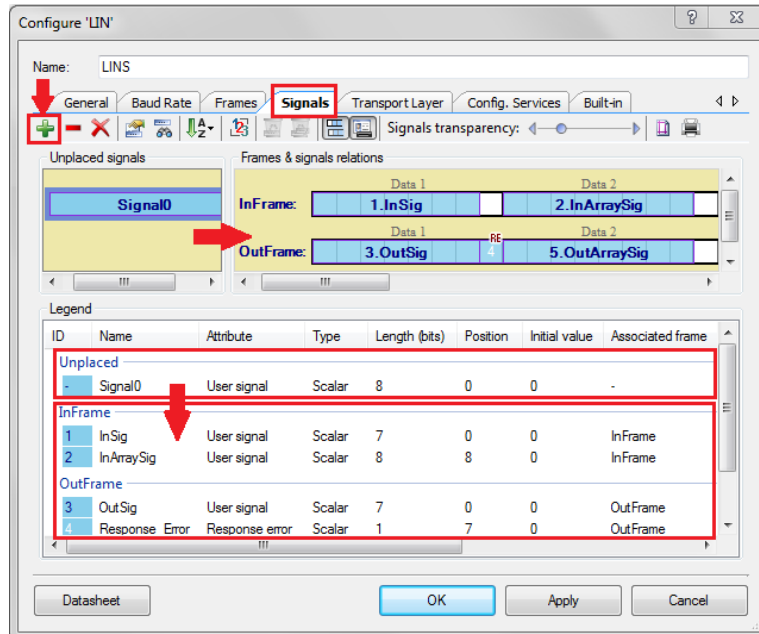 Configure 'LIN'
Name: LINS
General Baud Rate Frames Signals Transport Layer Config. Services Built-in
Signals transparency:
Unplaced signals Frames & signals relations
Data 1 Data 2
Signal0 InFrame: 1.InSig 2.InArraySig
Data 1 RE Data 2
OutFrame: 3.OutSig 4 5.OutArraySig
Legend
ID Name Attribute Type Length (bits) Position Initial value Associated frame
Unplaced
- Signal0 User signal Scalar 8 0 0 -
InFrame
1 InSig User signal Scalar 7 0 0 InFrame
2 InArraySig User signal Scalar 8 8 0 InFrame
OutFrame
3 OutSig User signal Scalar 7 0 0 OutFrame
4 Response_Error Response error Scalar 1 7 0 OutFrame
Datasheet OK Apply Cancel